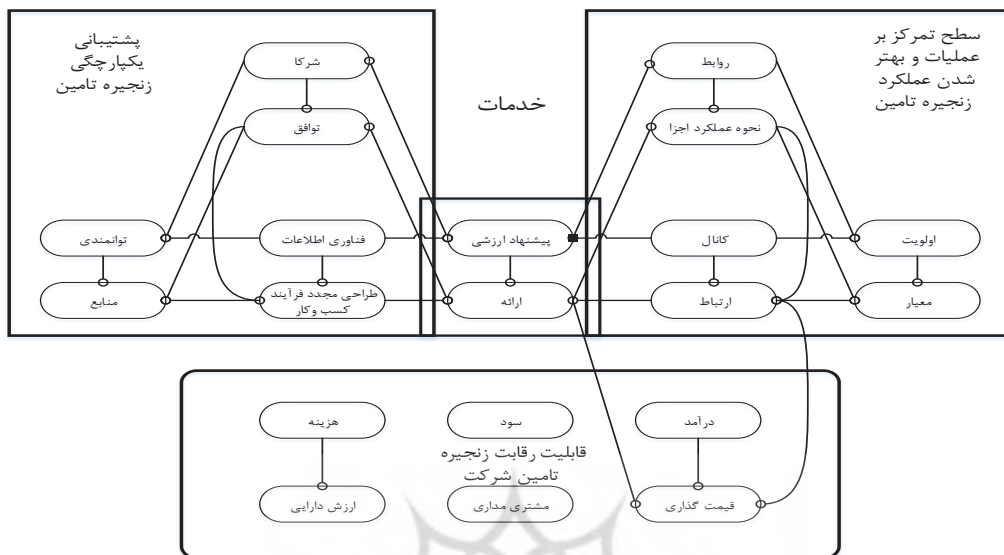 سطح تمرکز بر
عملیات و بهتر
شدن عملکرد
زنجیره تامین
روابط
نحوه عملکرد اجزا
کانال
ارتباط
اولویت
معیار
خدمات
پیشنهاد ارزشی
ارائه
پشتیبانی
یکپارچگی
زنجیره تامین
شرکا
توافق
فناوری اطلاعات
طراحی مجدد فرآیند
کسب وکار
توانمندی
منابع
درآمد
سود
هزینه
قابلیت رقابت زنجیره
تامین شرکت
قیمت گذاری
مشتری مداری
ارزش دارایی